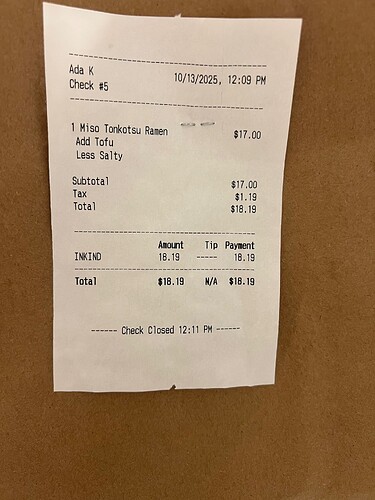 Ada K
10/13/2025, 12:09 PM
Check #5
1 Miso Tonkotsu Ramen $17.00
Add Tofu
Less Salty
Subtotal $17.00
Tax $1.19
Total $18.19
Amount Tip Payment
INKIND 18.19 ----- 18.19
Total $18.19 N/A $18.19
------ Check Closed 12:11 PM ------